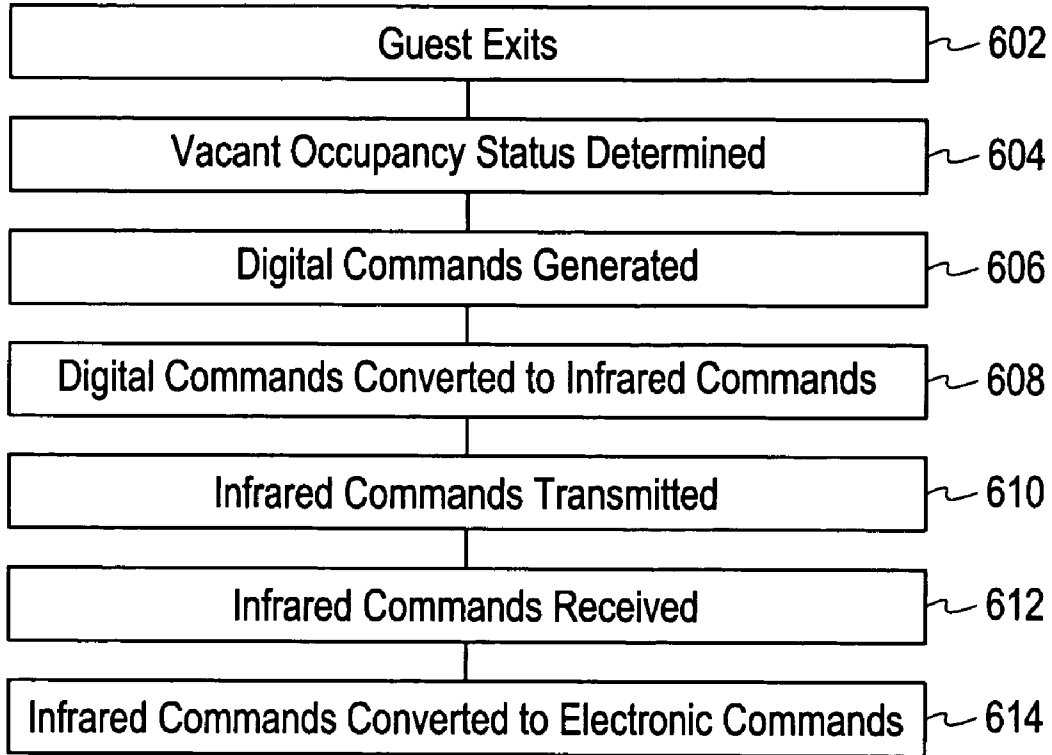 Guest Exits 602
Vacant Occupancy Status Determined 604
Digital Commands Generated 606
Digital Commands Converted to Infrared Commands 608
Infrared Commands Transmitted 610
Infrared Commands Received 612
Infrared Commands Converted to Electronic Commands 614